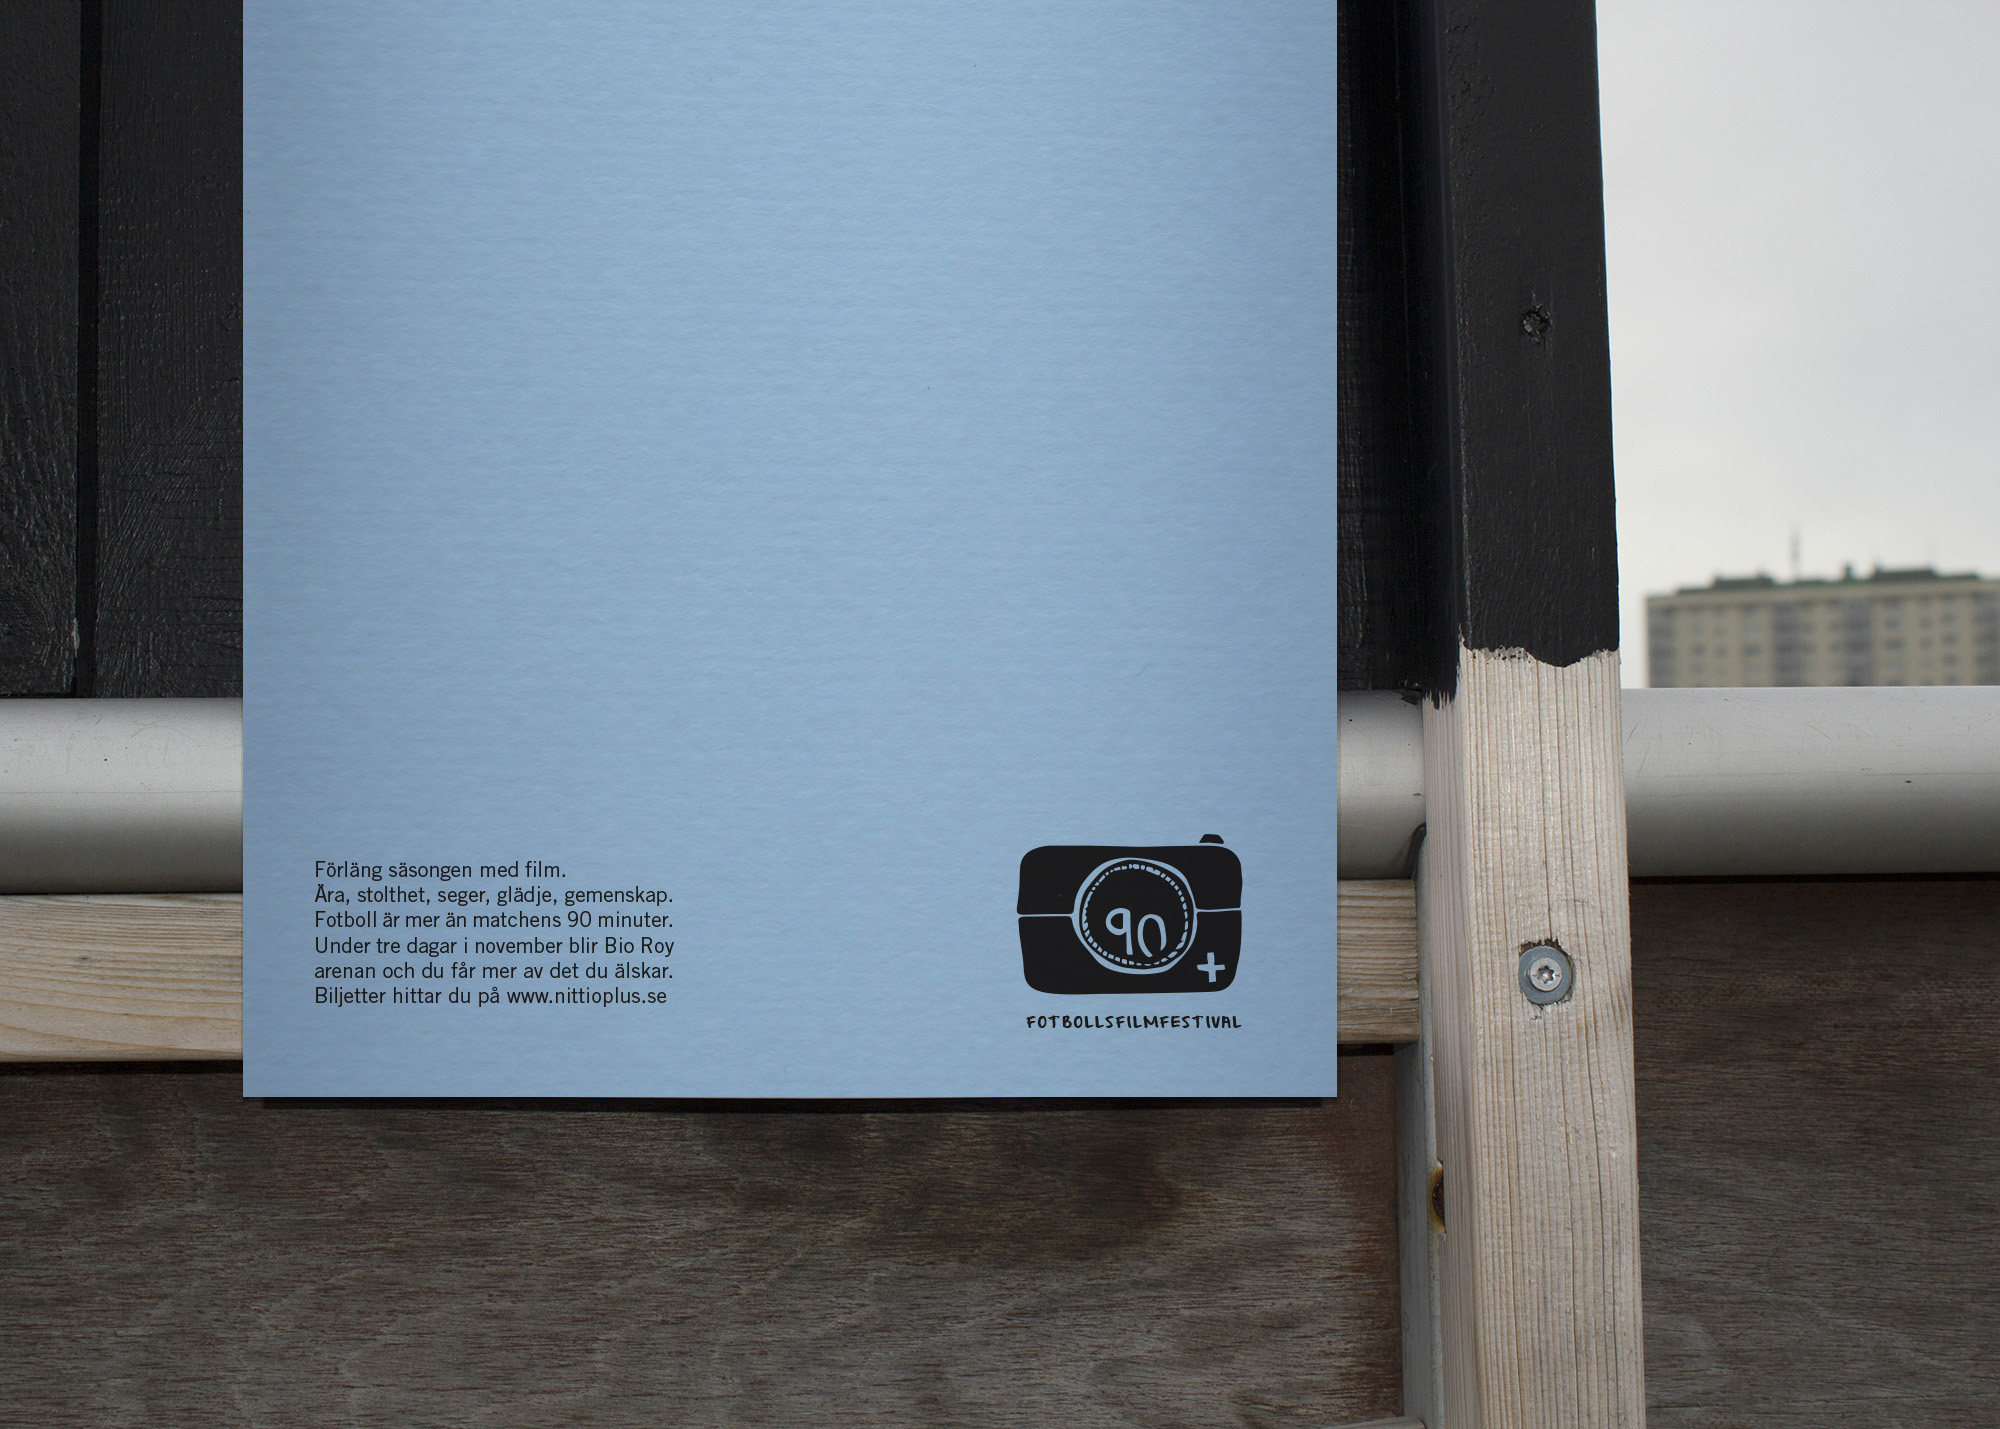 Förläng säsongen med film.
Ära, stolthet, seger, glädje, gemenskap.
Fotboll är mer än matchens 90 minuter.
Under tre dagar i november blir Bio Roy
arenan och du får mer av det du älskar.
Biljetter hittar du på www.nittioplus.se
90
+
FOTBOLLSFILMFESTIVAL